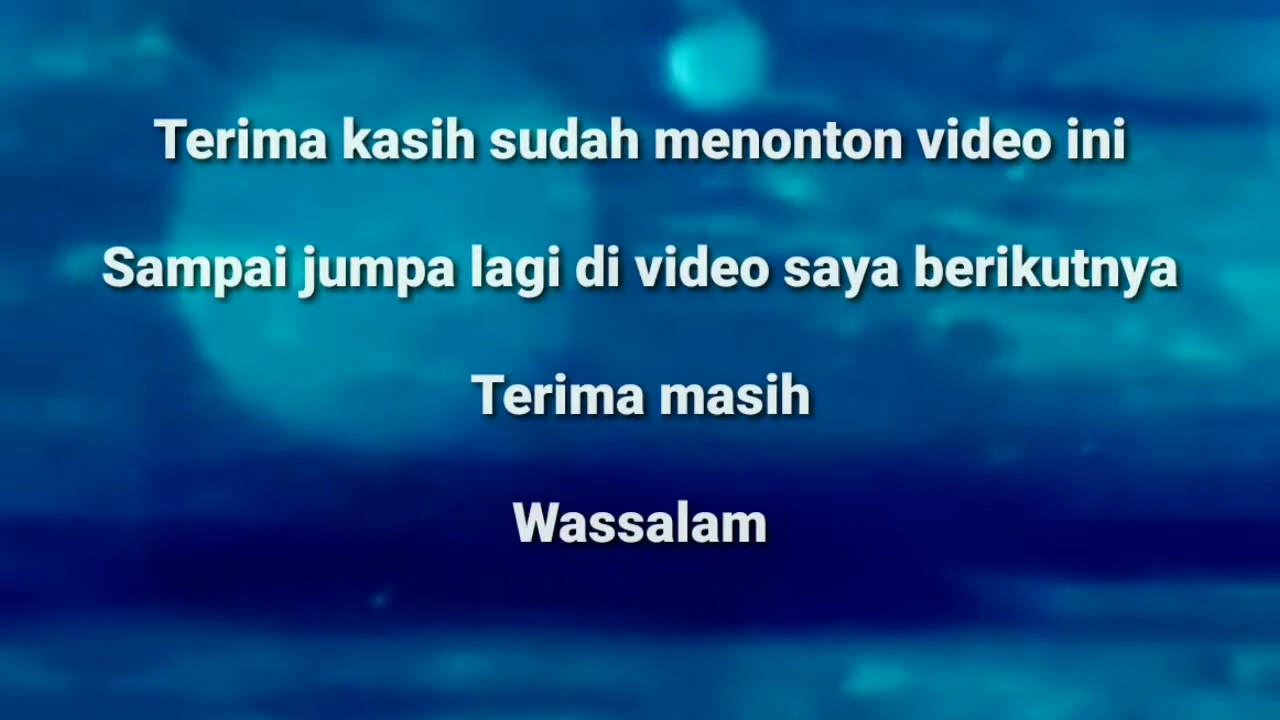 Terima kasih sudah menonton video ini
Sampai jumpa lagi di video saya berikutnya
Terima masih
Wassalam